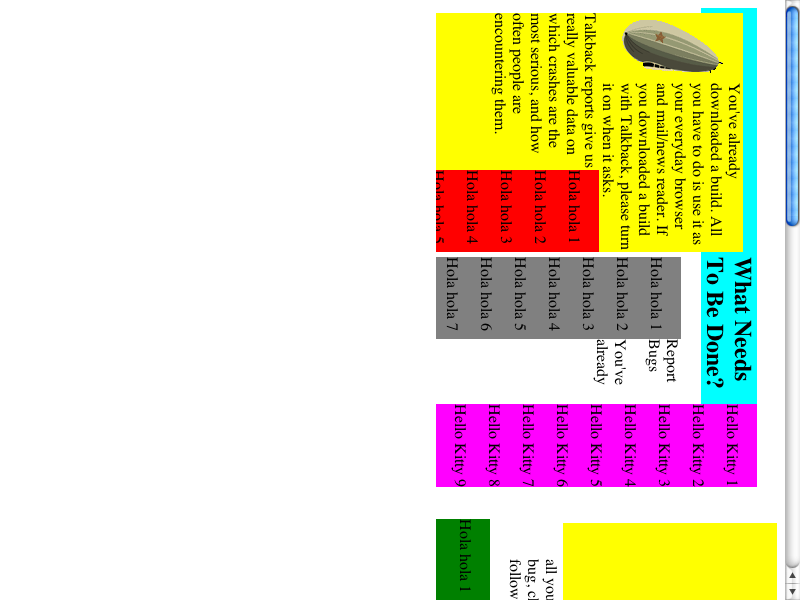 You've already
downloaded a build. All
you have to do is use it as
your everyday browser
and mail/news reader. If
you downloaded a build
with Talkback, please turn
it on when it asks.
Talkback reports give us
really valuable data on
which crashes are the
most serious, and how
often people are
encountering them.
Hola hola 1
Hola hola 2
Hola hola 3
Hola hola 4
Hola hola 5
What Needs
To Be Done?
Hola hola 1
Hola hola 2
Hola hola 3
Hola hola 4
Hola hola 5
Hola hola 6
Hola hola 7
Report
Bugs
You've
already
Hello Kitty 1
Hello Kitty 2
Hello Kitty 3
Hello Kitty 4
Hello Kitty 5
Hello Kitty 6
Hello Kitty 7
Hello Kitty 8
Hello Kitty 9
all you
bug,
follow
Hola hola 1